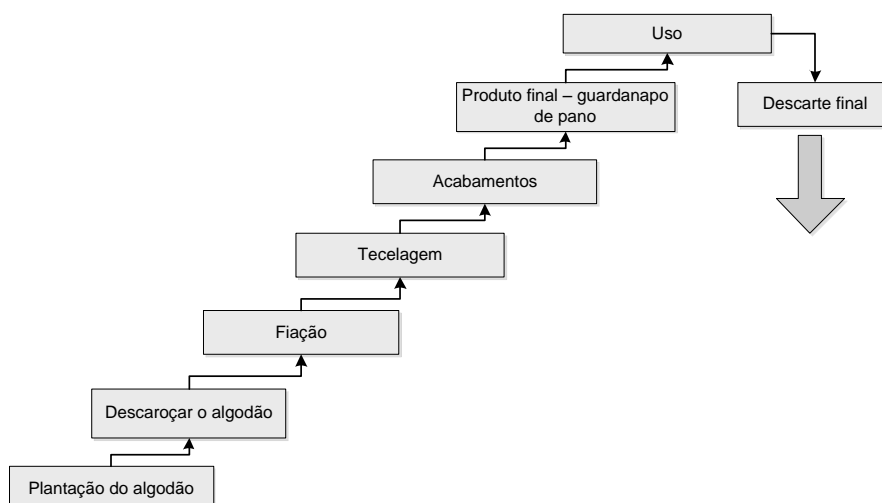 Uso
Produto final – guardanapo
de pano
Descarte final
Acabamentos
Tecelagem
Fiação
Descaroçar o algodão
Plantação do algodão